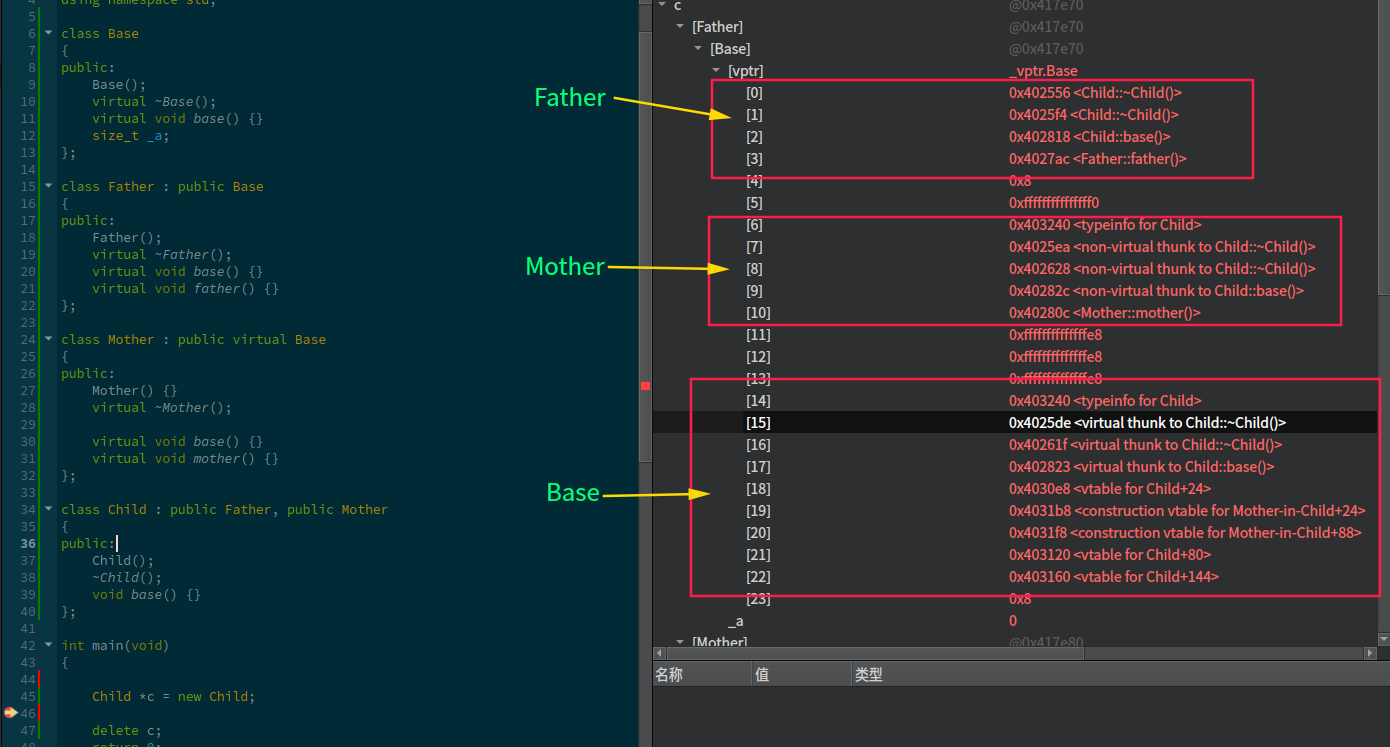 4 using namespace std;
5
6 class Base
7 {
8 public:
9 Base();
10 virtual ~Base();
11 virtual void base() {}
12 size_t _a;
13 };
14
15 class Father : public Base
16 {
17 public:
18 Father();
19 virtual ~Father();
20 virtual void base() {}
21 virtual void father() {}
22 };
23
24 class Mother : public virtual Base
25 {
26 public:
27 Mother() {}
28 virtual ~Mother();
29
30 virtual void base() {}
31 virtual void mother() {}
32 };
33
34 class Child : public Father, public Mother
35 {
36 public:
37 Child();
38 ~Child();
39 void base() {}
40 };
41
42 int main(void)
43 {
44
45 Child *c = new Child;
46
47 delete c;
48 return 0;
Father
Mother
Base
c @0x417e70
[Father] @0x417e70
[Base] @0x417e70
[vptr] _vptr.Base
[0] 0x402556 <Child::~Child()>
[1] 0x4025f4 <Child::~Child()>
[2] 0x402818 <Child::base()>
[3] 0x4027ac <Father::father()>
[4] 0x8
[5] 0xfffffffffffffff0
[6] 0x403240 <typeinfo for Child>
[7] 0x4025ea <non-virtual thunk to Child::~Child()>
[8] 0x402628 <non-virtual thunk to Child::~Child()>
[9] 0x40282c <non-virtual thunk to Child::base()>
[10] 0x40280c <Mother::mother()>
[11] 0xffffffffffffffe8
[12] 0xffffffffffffffe8
[13] 0xffffffffffffffe8
[14] 0x403240 <typeinfo for Child>
[15] 0x4025de <virtual thunk to Child::~Child()>
[16] 0x40261f <virtual thunk to Child::~Child()>
[17] 0x402823 <virtual thunk to Child::base()>
[18] 0x4030e8 <vtable for Child+24>
[19] 0x4031b8 <construction vtable for Mother-in-Child+24>
[20] 0x4031f8 <construction vtable for Mother-in-Child+88>
[21] 0x403120 <vtable for Child+80>
[22] 0x403160 <vtable for Child+144>
[23] 0x8
_a 0
[Mother] @0x417e80
名称 值 类型